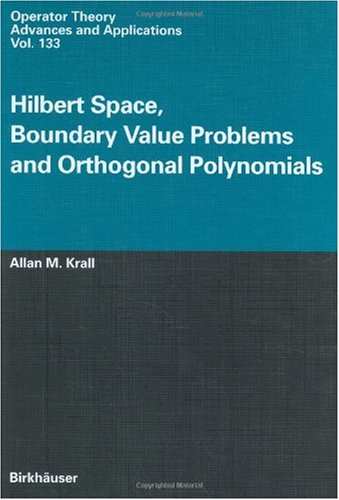 Operator Theory
Advances and Applications
Vol. 133
Hilbert Space,
Boundary Value Problems
and Orthogonal Polynomials
Allan M. Krall
Birkhäuser